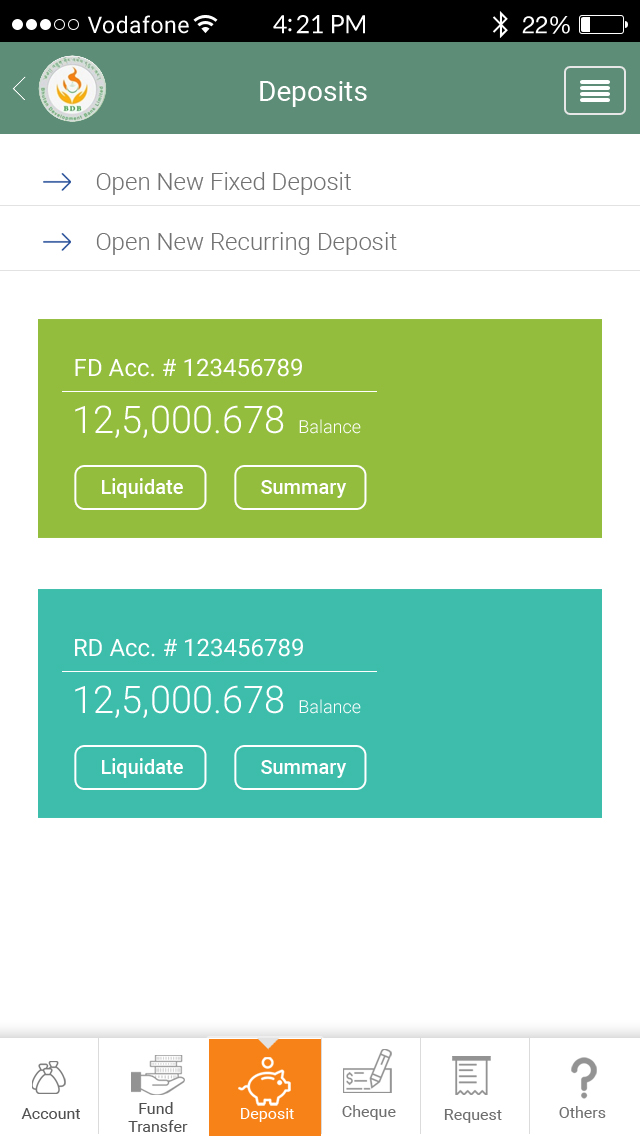 Vodafone 4:21 PM 22%
BDB
Deposits
Open New Fixed Deposit
Open New Recurring Deposit
FD Acc. # 123456789
12,5,000.678 Balance
Liquidate Summary
RD Acc. # 123456789
12,5,000.678 Balance
Liquidate Summary
Account
Fund
Transfer
Deposit
Cheque
Request
Others